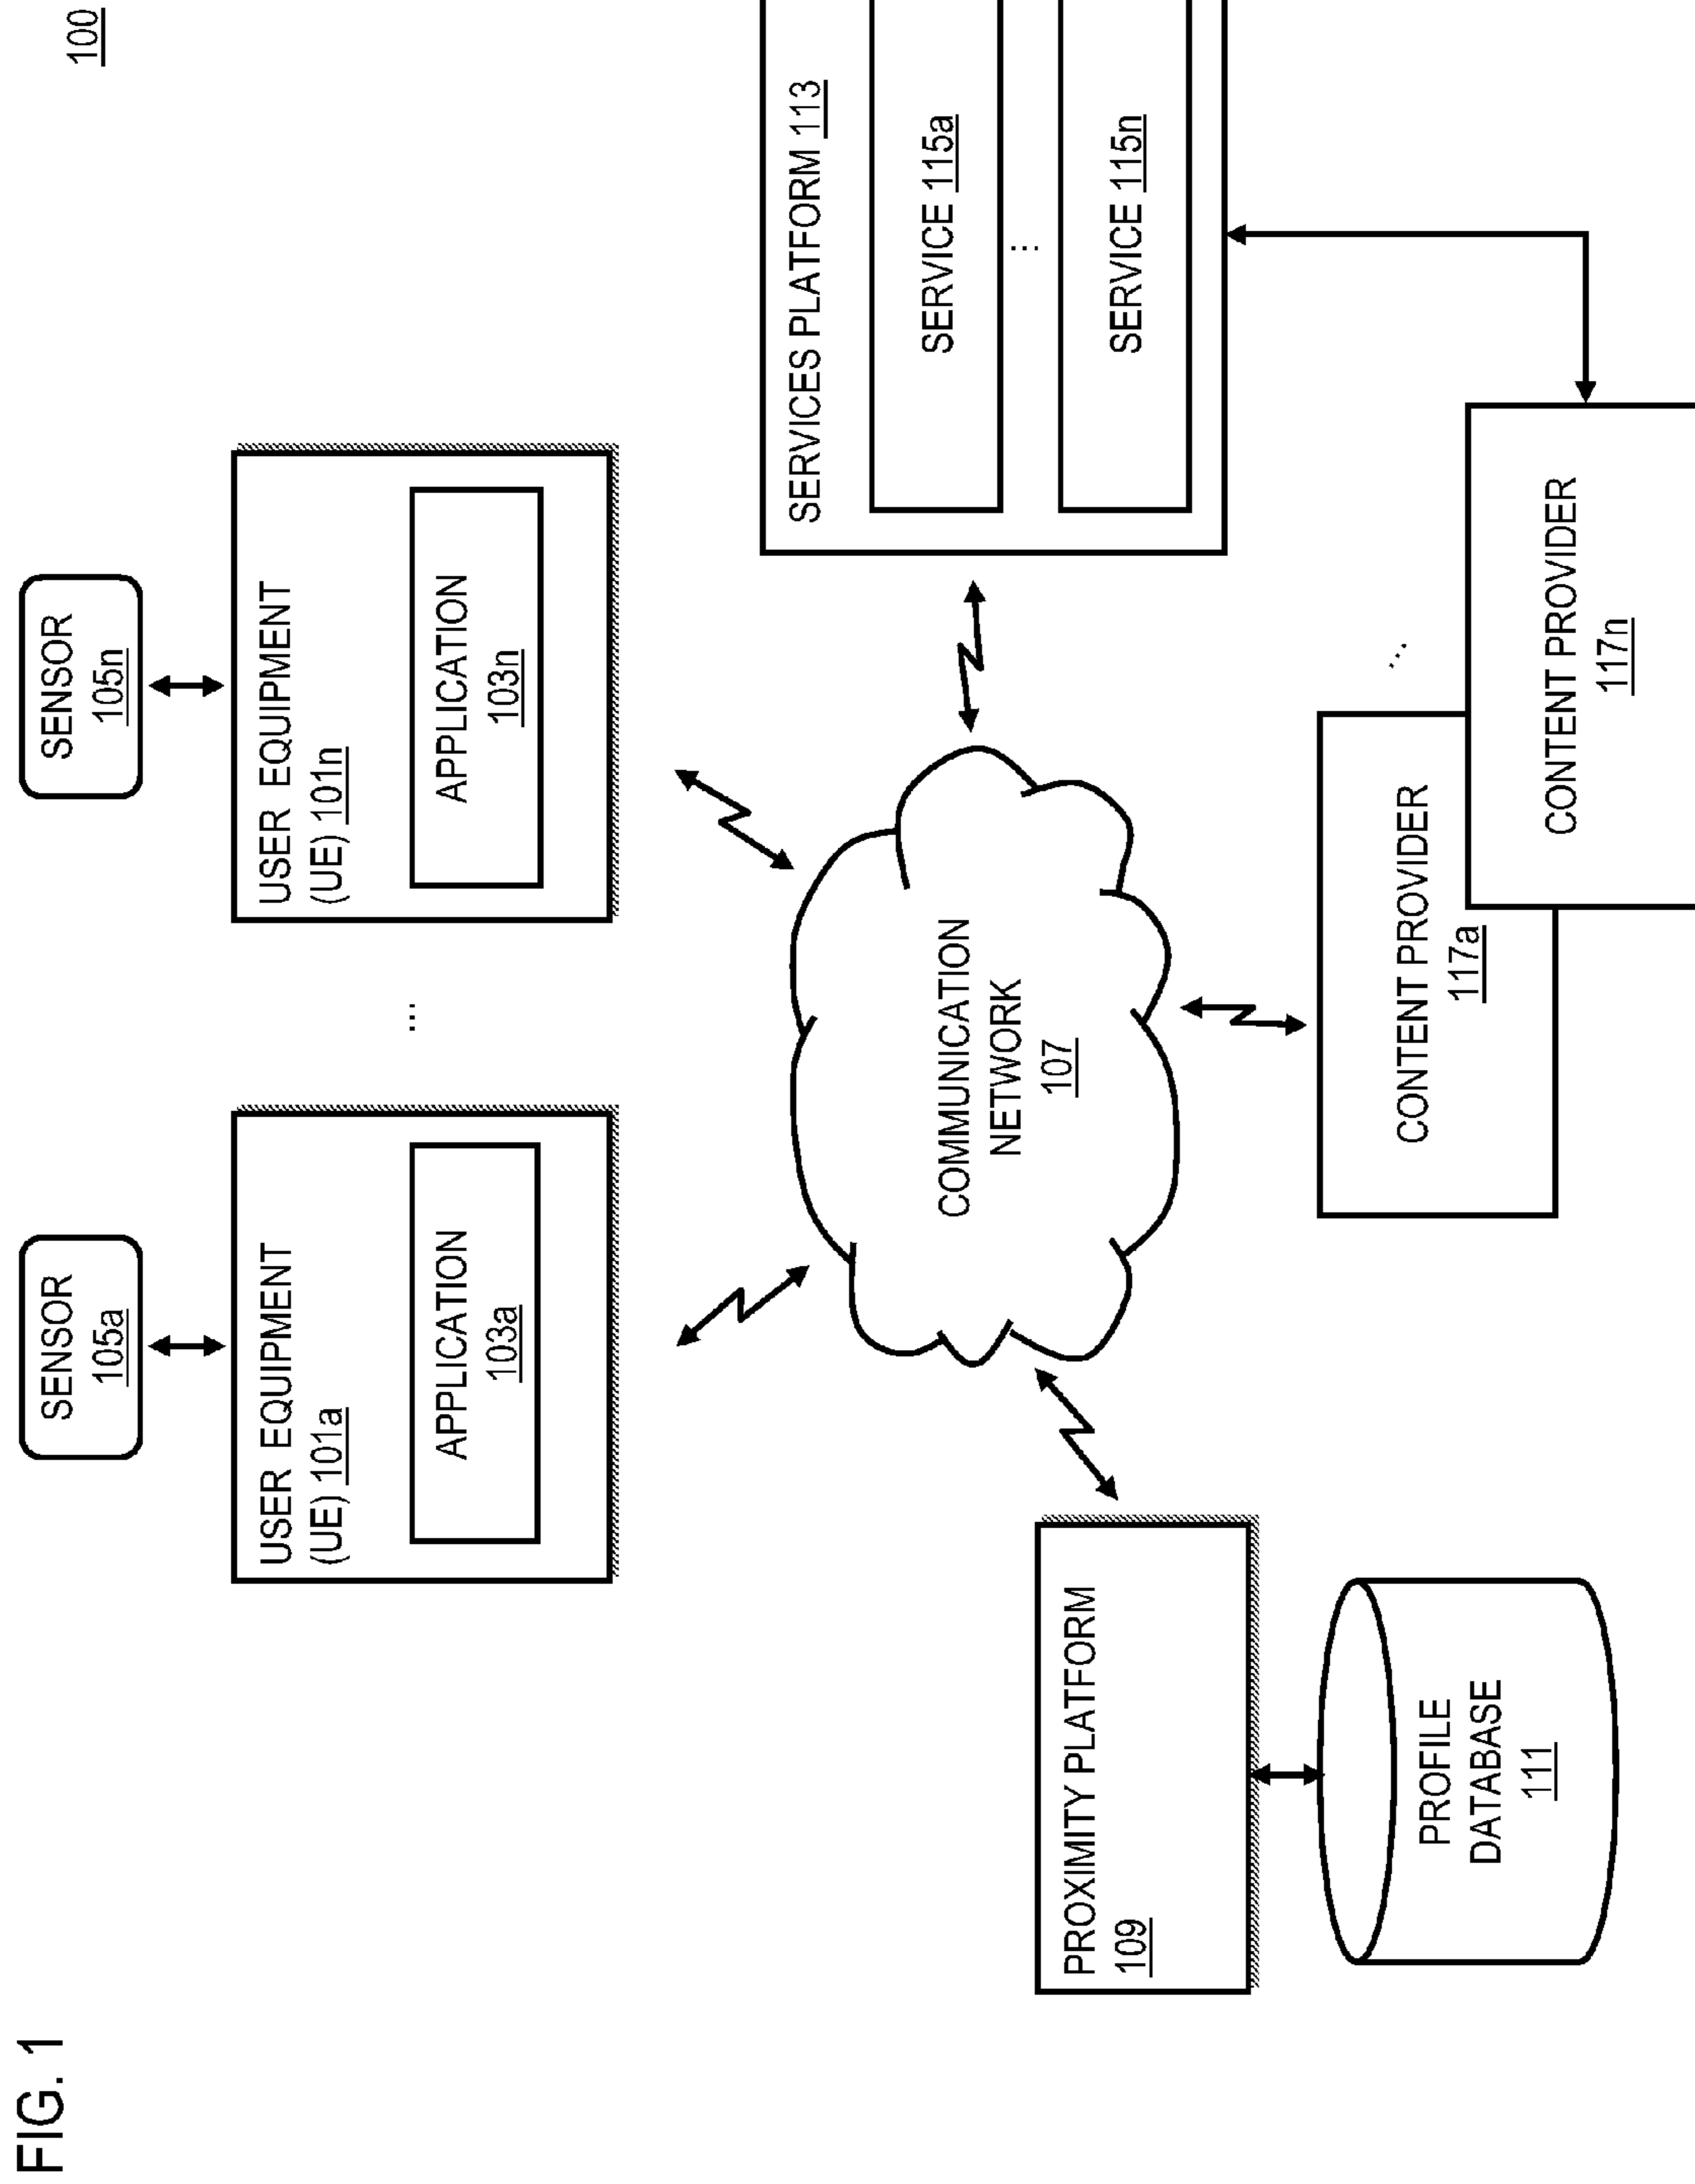 FIG. 1
100
SENSOR
105a
SENSOR
105n
USER EQUIPMENT
(UE) 101a
APPLICATION
103a
...
USER EQUIPMENT
(UE) 101n
APPLICATION
103n
COMMUNICATION
NETWORK
107
SERVICES PLATFORM 113
SERVICE 115a
...
SERVICE 115n
PROXIMITY PLATFORM
109
PROFILE
DATABASE
111
CONTENT PROVIDER
117a
...
CONTENT PROVIDER
117n